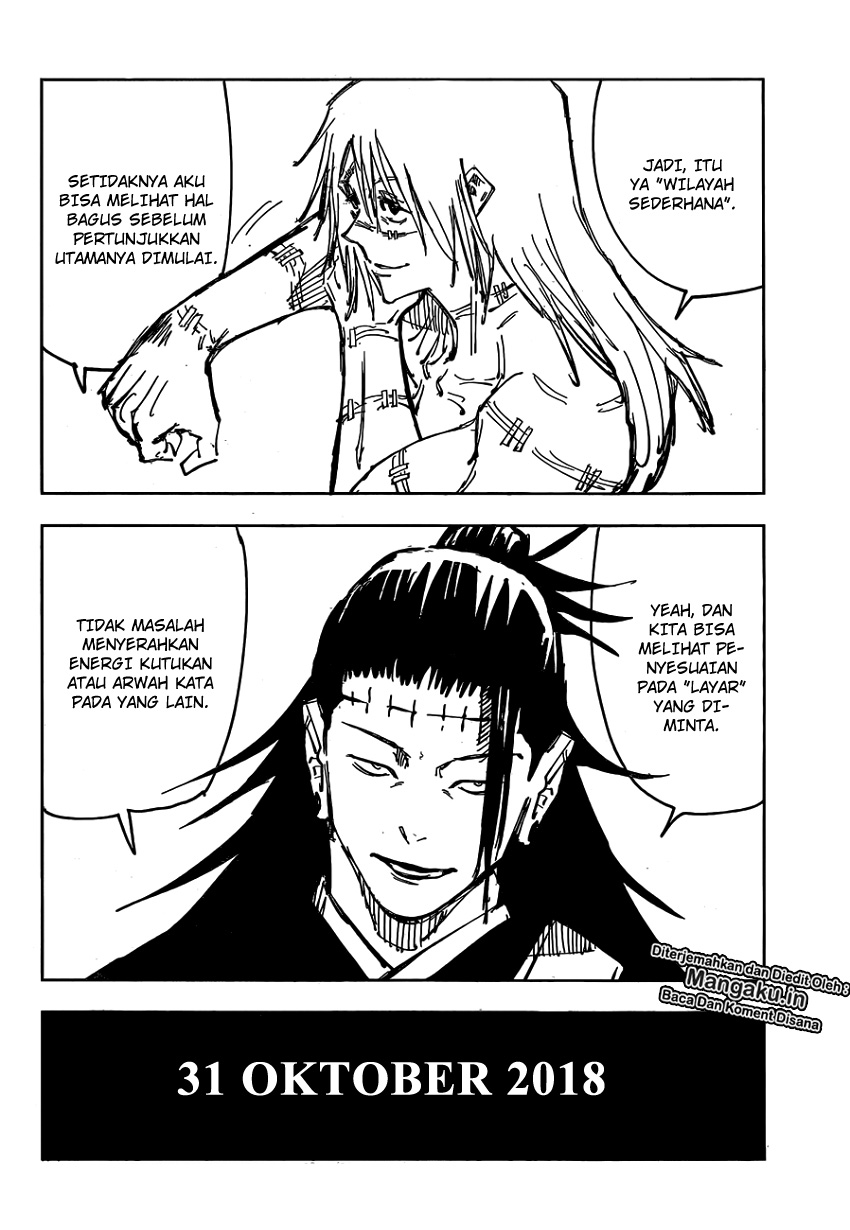 JADI, ITU
YA "WILAYAH
SEDERHANA".
SETIDAKNYA AKU
BISA MELIHAT HAL
BAGUS SEBELUM
PERTUNJUKKAN
UTAMANYA DIMULAI.
YEAH, DAN
KITA BISA
MELIHAT PE-
NYESUAIAN
PADA "LAYAR"
YANG DI-
MINTA.
TIDAK MASALAH
MENYERAHKAN
ENERGI KUTUKAN
ATAU ARWAH KATA
PADA YANG LAIN.
Diterjemahkan dan Diedit Oleh :
Mangaku.in
Baca Dan Koment Disana
31 OKTOBER 2018